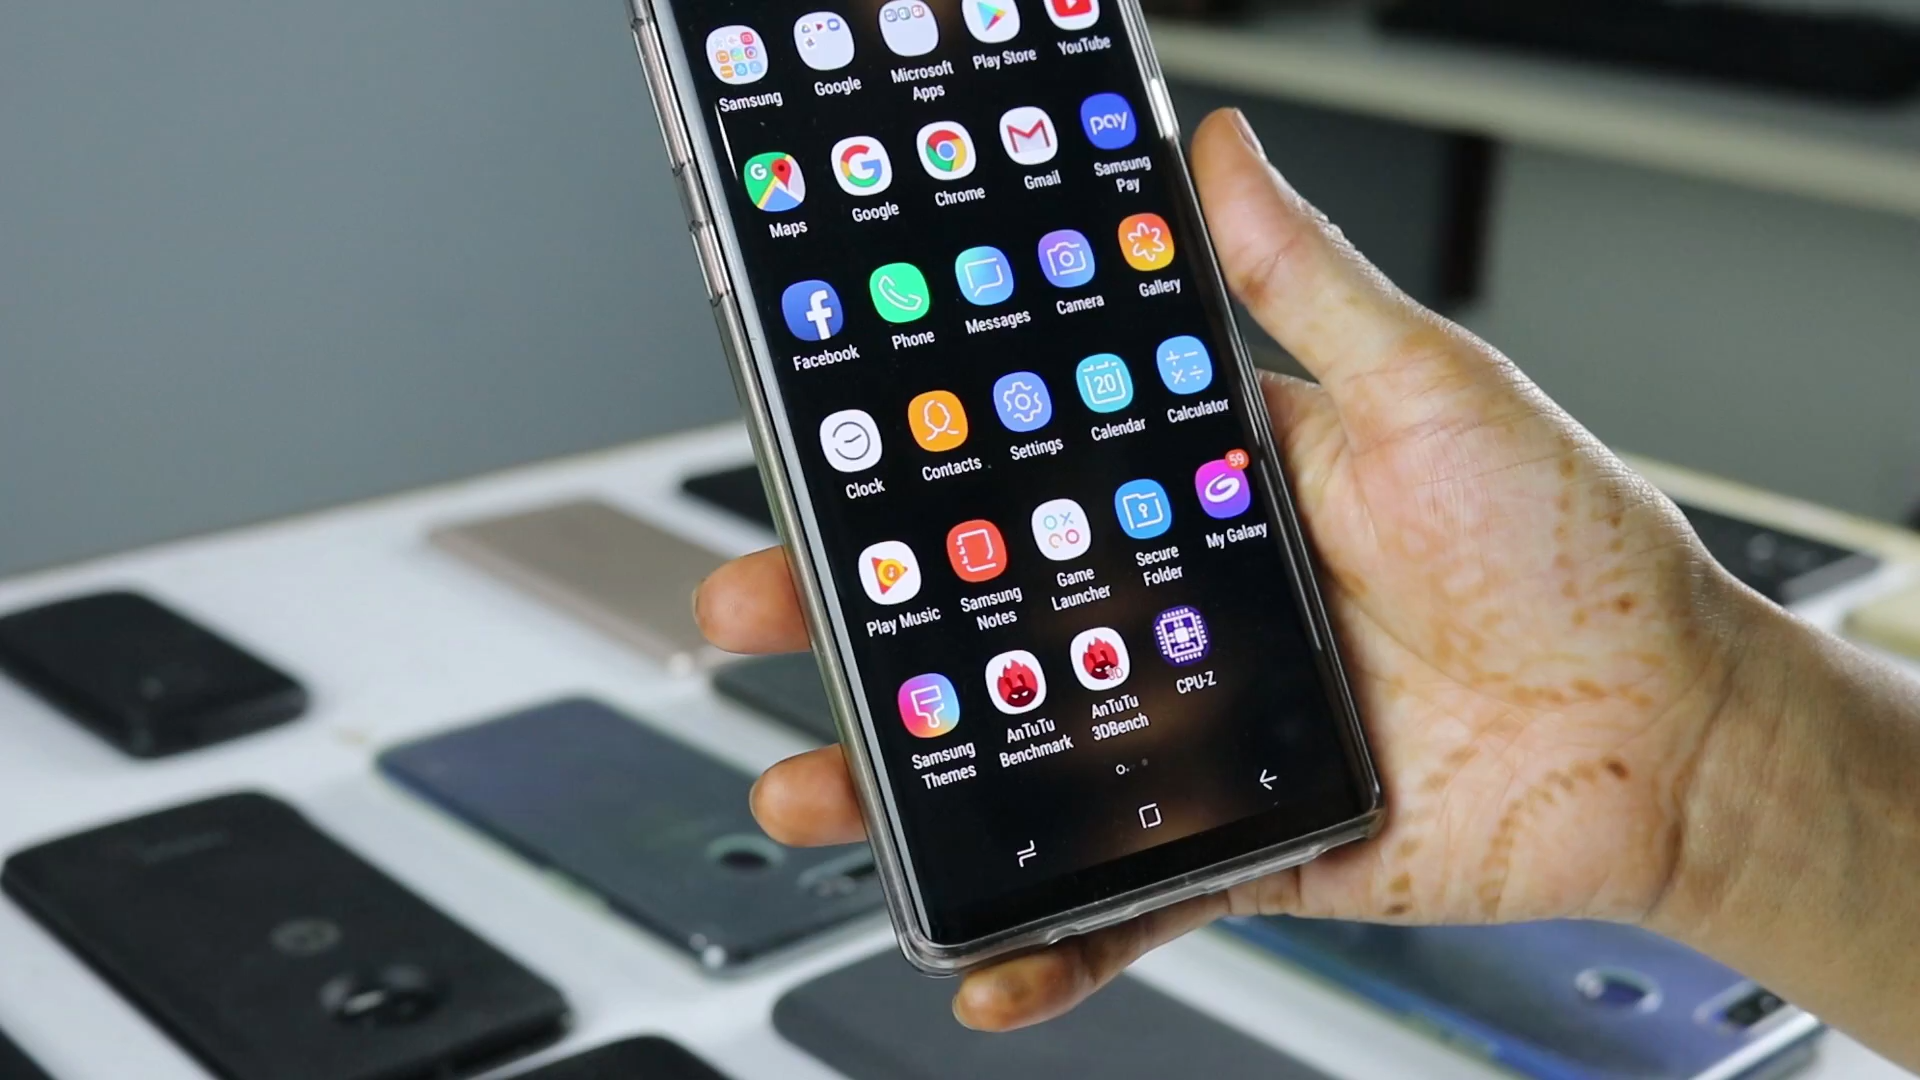 Samsung
Google
Microsoft
Apps
Play Store
YouTube
G
Maps
G
Google
Chrome
M
Gmail
pay
Samsung
Pay
f
Facebook
Phone
Messages
Camera
Gallery
Clock
Contacts
Settings
20
Calendar
Calculator
Play Music
Samsung
Notes
Game
Launcher
Secure
Folder
59
My Galaxy
Samsung
Themes
AnTuTu
Benchmark
3D
AnTuTu
3DBench
CPU-Z